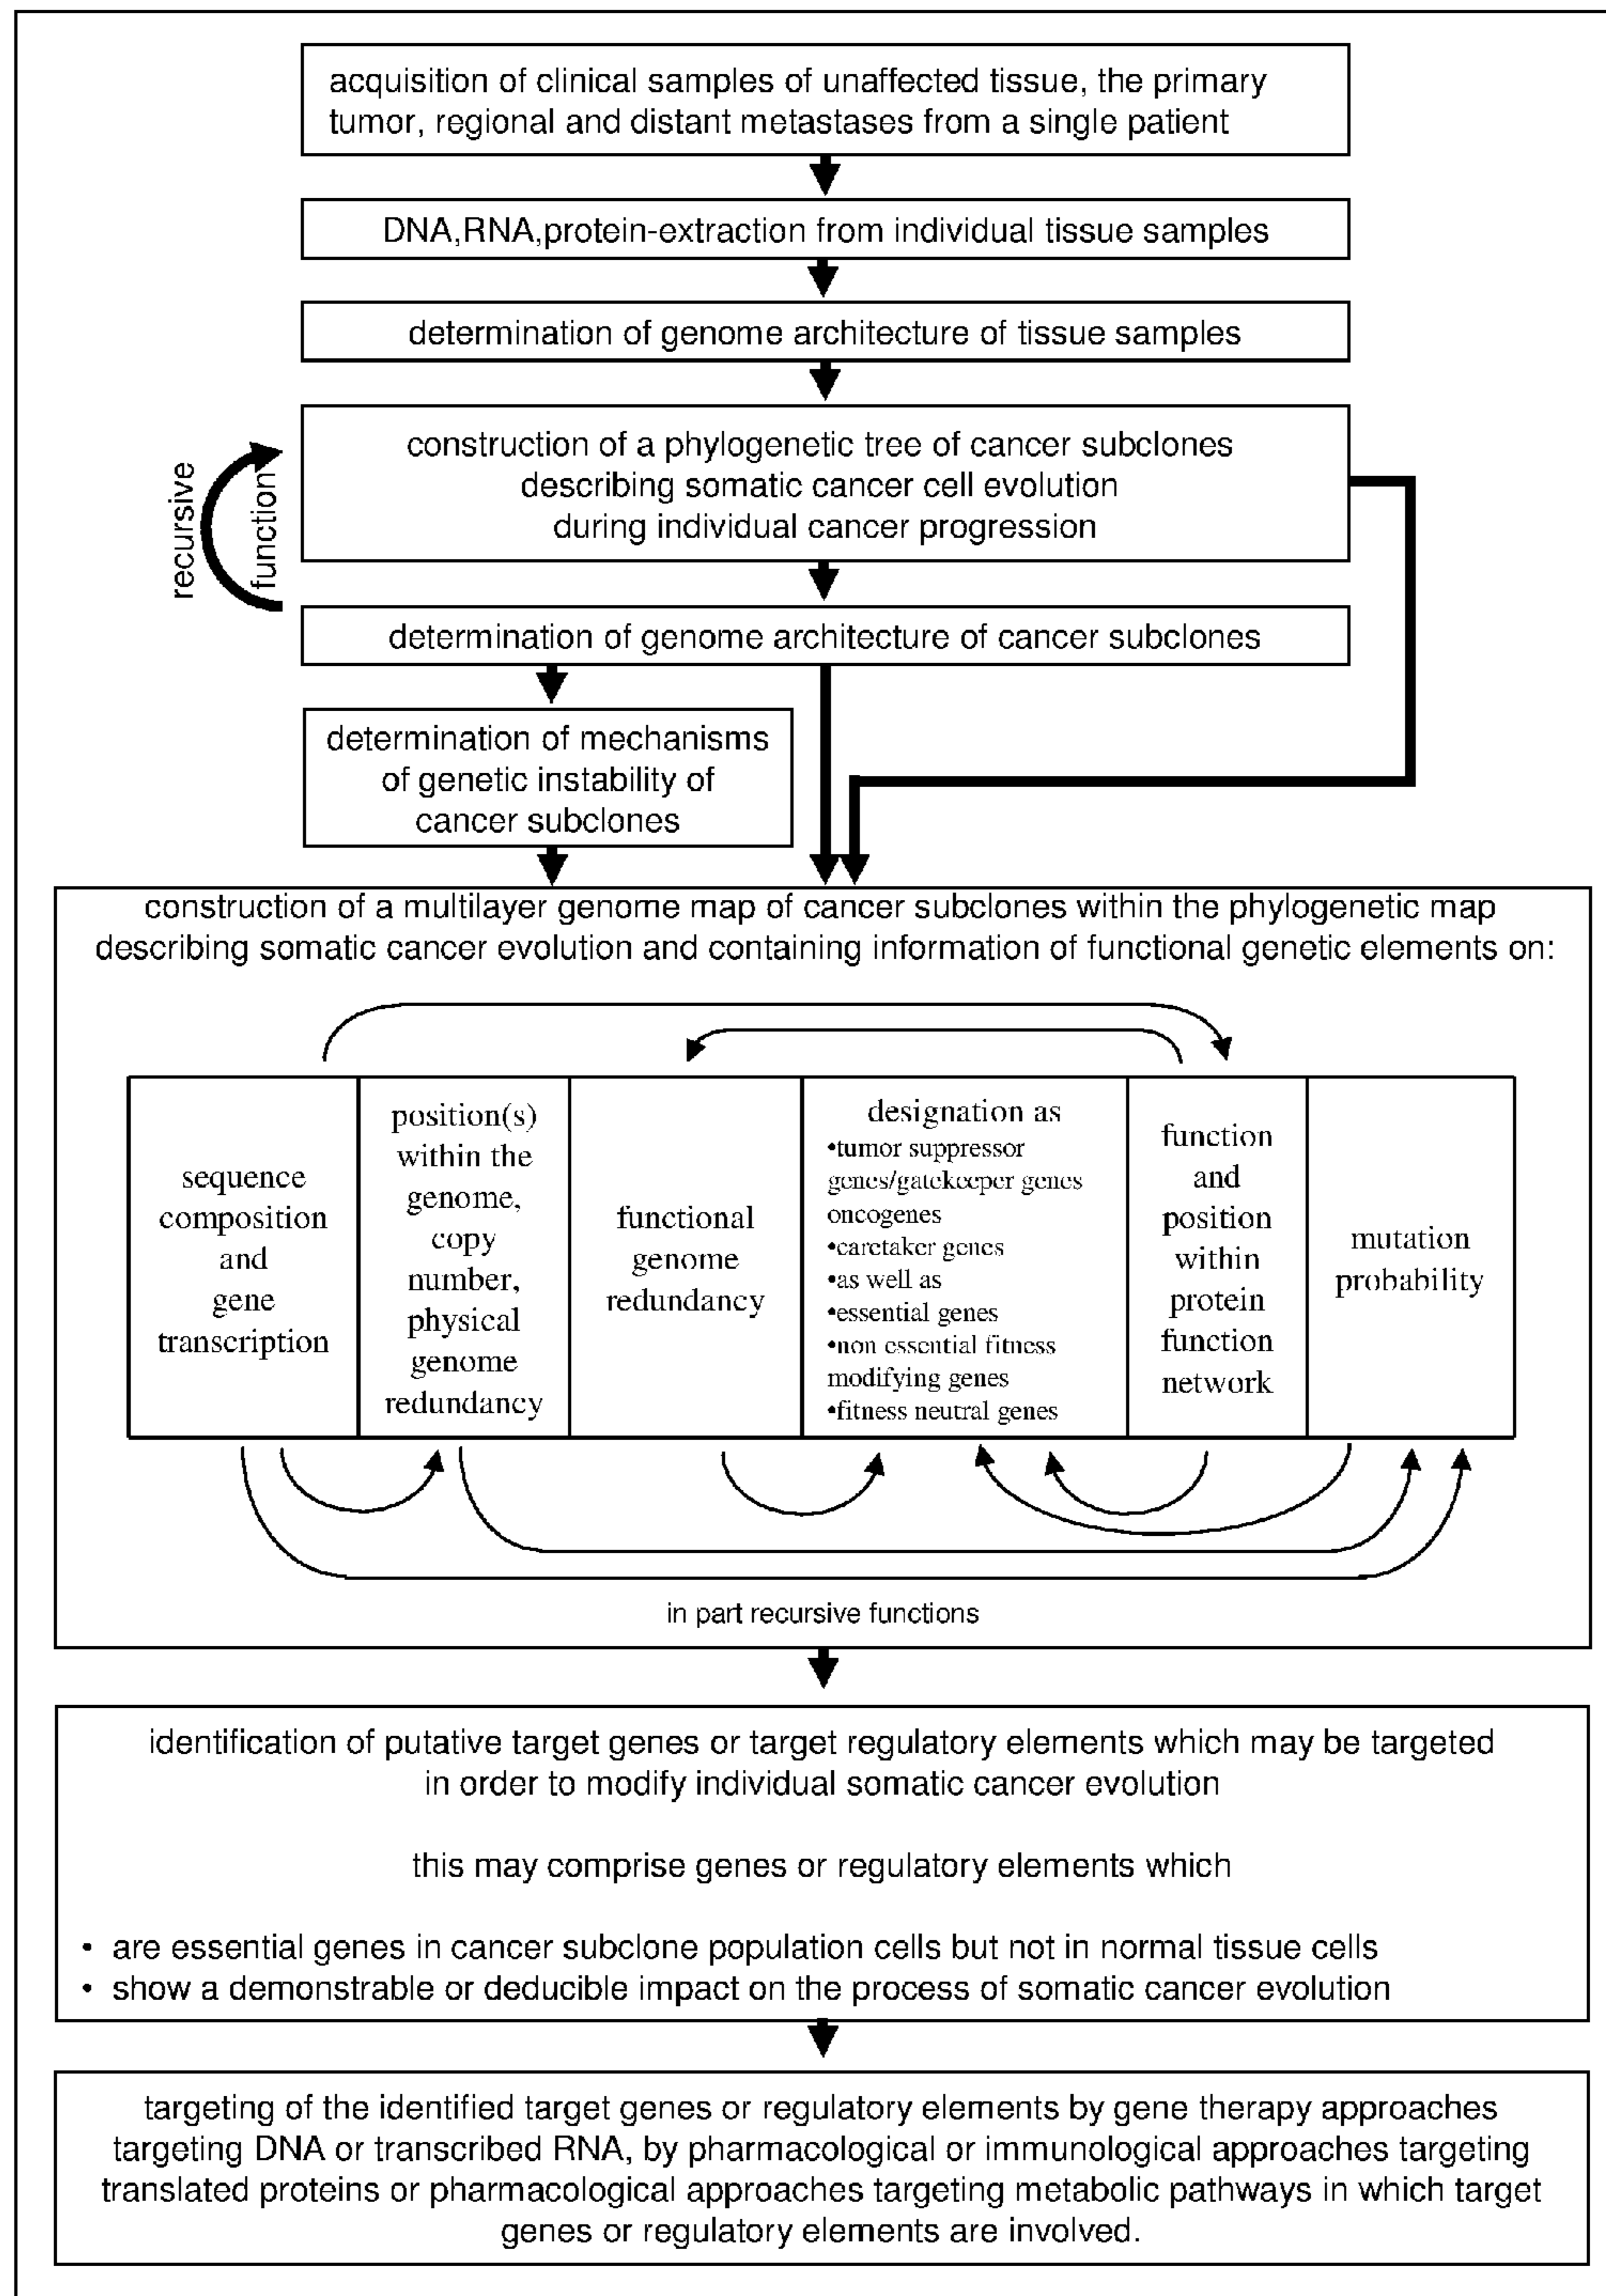 acquisition of clinical samples of unaffected tissue, the primary
tumor, regional and distant metastases from a single patient
DNA,RNA,protein-extraction from individual tissue samples
determination of genome architecture of tissue samples
construction of a phylogenetic tree of cancer subclones
describing somatic cancer cell evolution
during individual cancer progression
recursive
function
determination of genome architecture of cancer subclones
determination of mechanisms
of genetic instability of
cancer subclones
construction of a multilayer genome map of cancer subclones within the phylogenetic map
describing somatic cancer evolution and containing information of functional genetic elements on:
sequence
composition
and
gene
transcription
position(s)
within the
genome,
copy
number,
physical
genome
redundancy
functional
genome
redundancy
designation as
•tumor suppressor
genes/gatekeeper genes
oncogenes
•caretaker genes
•as well as
•essential genes
•non essential fitness
modifying genes
•fitness neutral genes
function
and
position
within
protein
function
network
mutation
probability
in part recursive functions
identification of putative target genes or target regulatory elements which may be targeted
in order to modify individual somatic cancer evolution
this may comprise genes or regulatory elements which
• are essential genes in cancer subclone population cells but not in normal tissue cells
• show a demonstrable or deducible impact on the process of somatic cancer evolution
targeting of the identified target genes or regulatory elements by gene therapy approaches
targeting DNA or transcribed RNA, by pharmacological or immunological approaches targeting
translated proteins or pharmacological approaches targeting metabolic pathways in which target
genes or regulatory elements are involved.